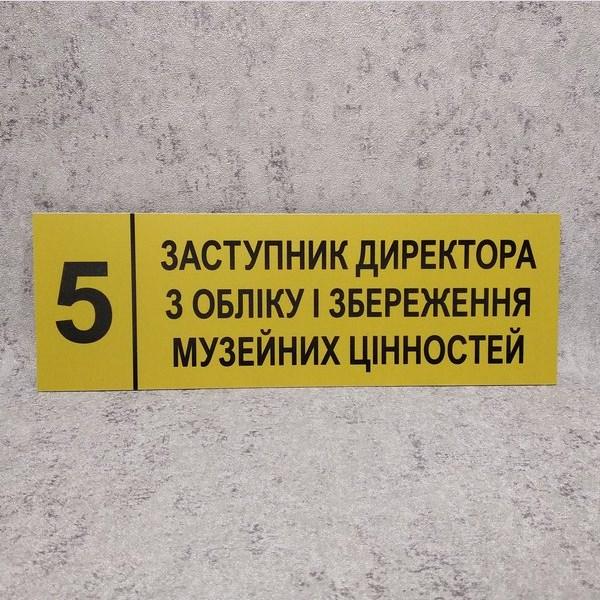 5
ЗАСТУПНИК ДИРЕКТОРА
З ОБЛІКУ І ЗБЕРЕЖЕННЯ
МУЗЕЙНИХ ЦІННОСТЕЙ